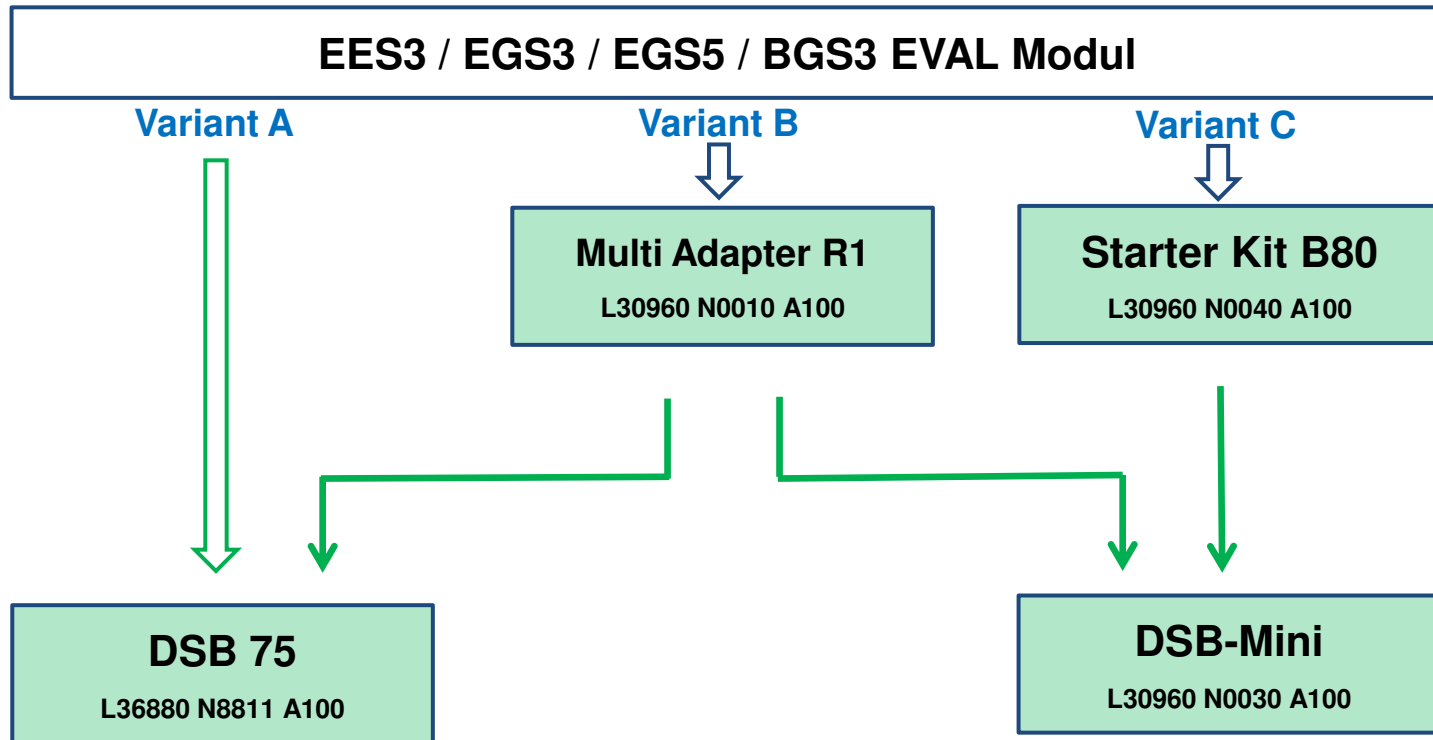 EES3 / EGS3 / EGS5 / BGS3 EVAL Modul
Variant A
Variant B
Variant C
Multi Adapter R1
L30960 N0010 A100
Starter Kit B80
L30960 N0040 A100
DSB 75
L36880 N8811 A100
DSB-Mini
L30960 N0030 A100